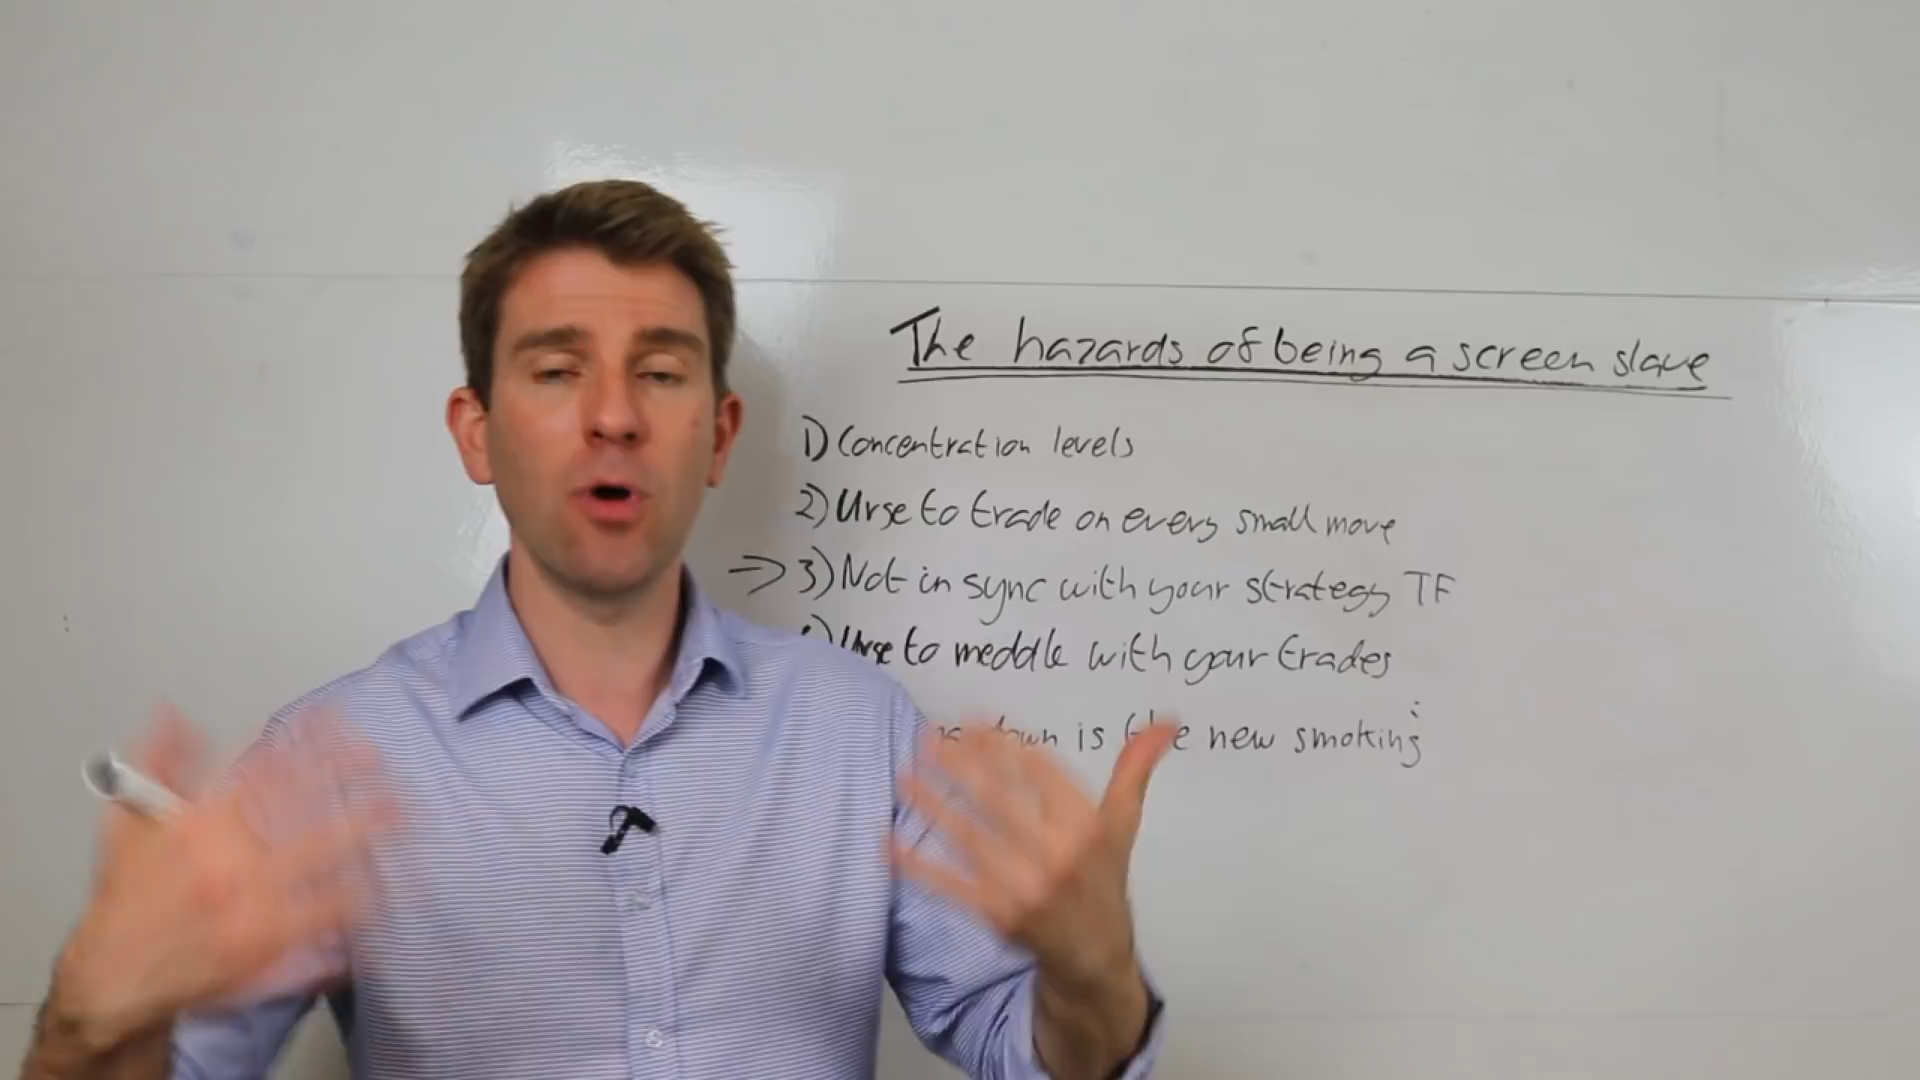 The hazards of being a screen slave
1) Concentration levels
2) Urge to trade on every small move
=> 3) Not in sync with your strategy TF
Urge to meddle with your trades
down is the new smoking